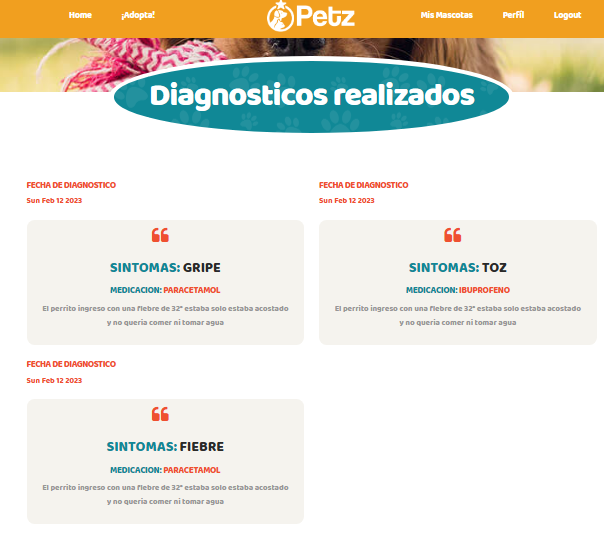 Home ¡Adopta! Petz Mis Mascotas Perfil Logout
Diagnosticos realizados
FECHA DE DIAGNOSTICO
Sun Feb 12 2023
SINTOMAS: GRIPE
MEDICACION: PARACETAMOL
El perrito ingreso con una fiebre de 32° estaba solo estaba acostado
y no queria comer ni tomar agua
FECHA DE DIAGNOSTICO
Sun Feb 12 2023
SINTOMAS: TOZ
MEDICACION: IBUPROFENO
El perrito ingreso con una fiebre de 32° estaba solo estaba acostado
y no queria comer ni tomar agua
FECHA DE DIAGNOSTICO
Sun Feb 12 2023
SINTOMAS: FIEBRE
MEDICACION: PARACETAMOL
El perrito ingreso con una fiebre de 32° estaba solo estaba acostado
y no queria comer ni tomar agua